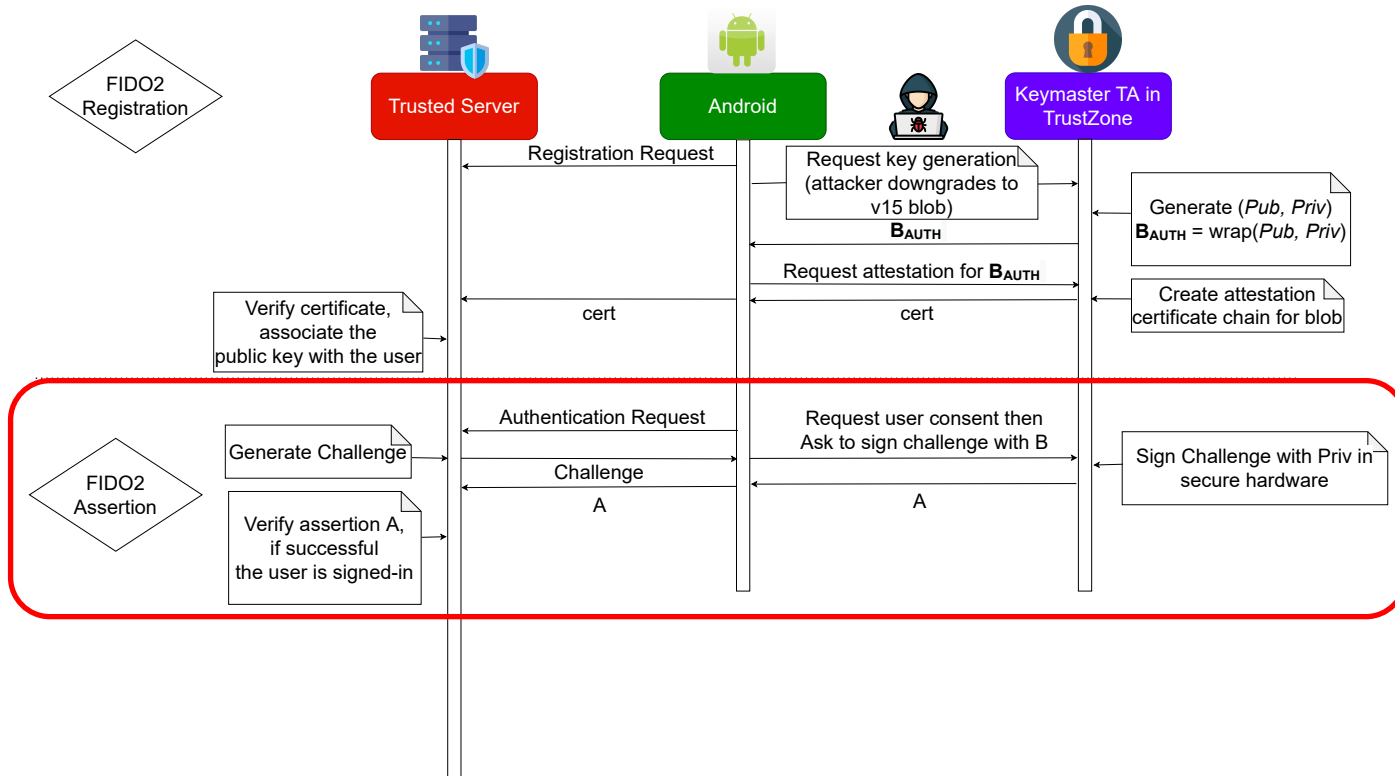 FIDO2
Registration
Trusted Server
Android
Keymaster TA in
TrustZone
Registration Request
Request key generation
(attacker downgrades to
v15 blob)
Generate (Pub, Priv)
B_AUTH = wrap(Pub, Priv)
B_AUTH
Request attestation for B_AUTH
Create attestation
certificate chain for blob
cert
cert
Verify certificate,
associate the
public key with the user
FIDO2
Assertion
Authentication Request
Request user consent then
Ask to sign challenge with B
Generate Challenge
Challenge
Sign Challenge with Priv in
secure hardware
A
A
Verify assertion A,
if successful
the user is signed-in